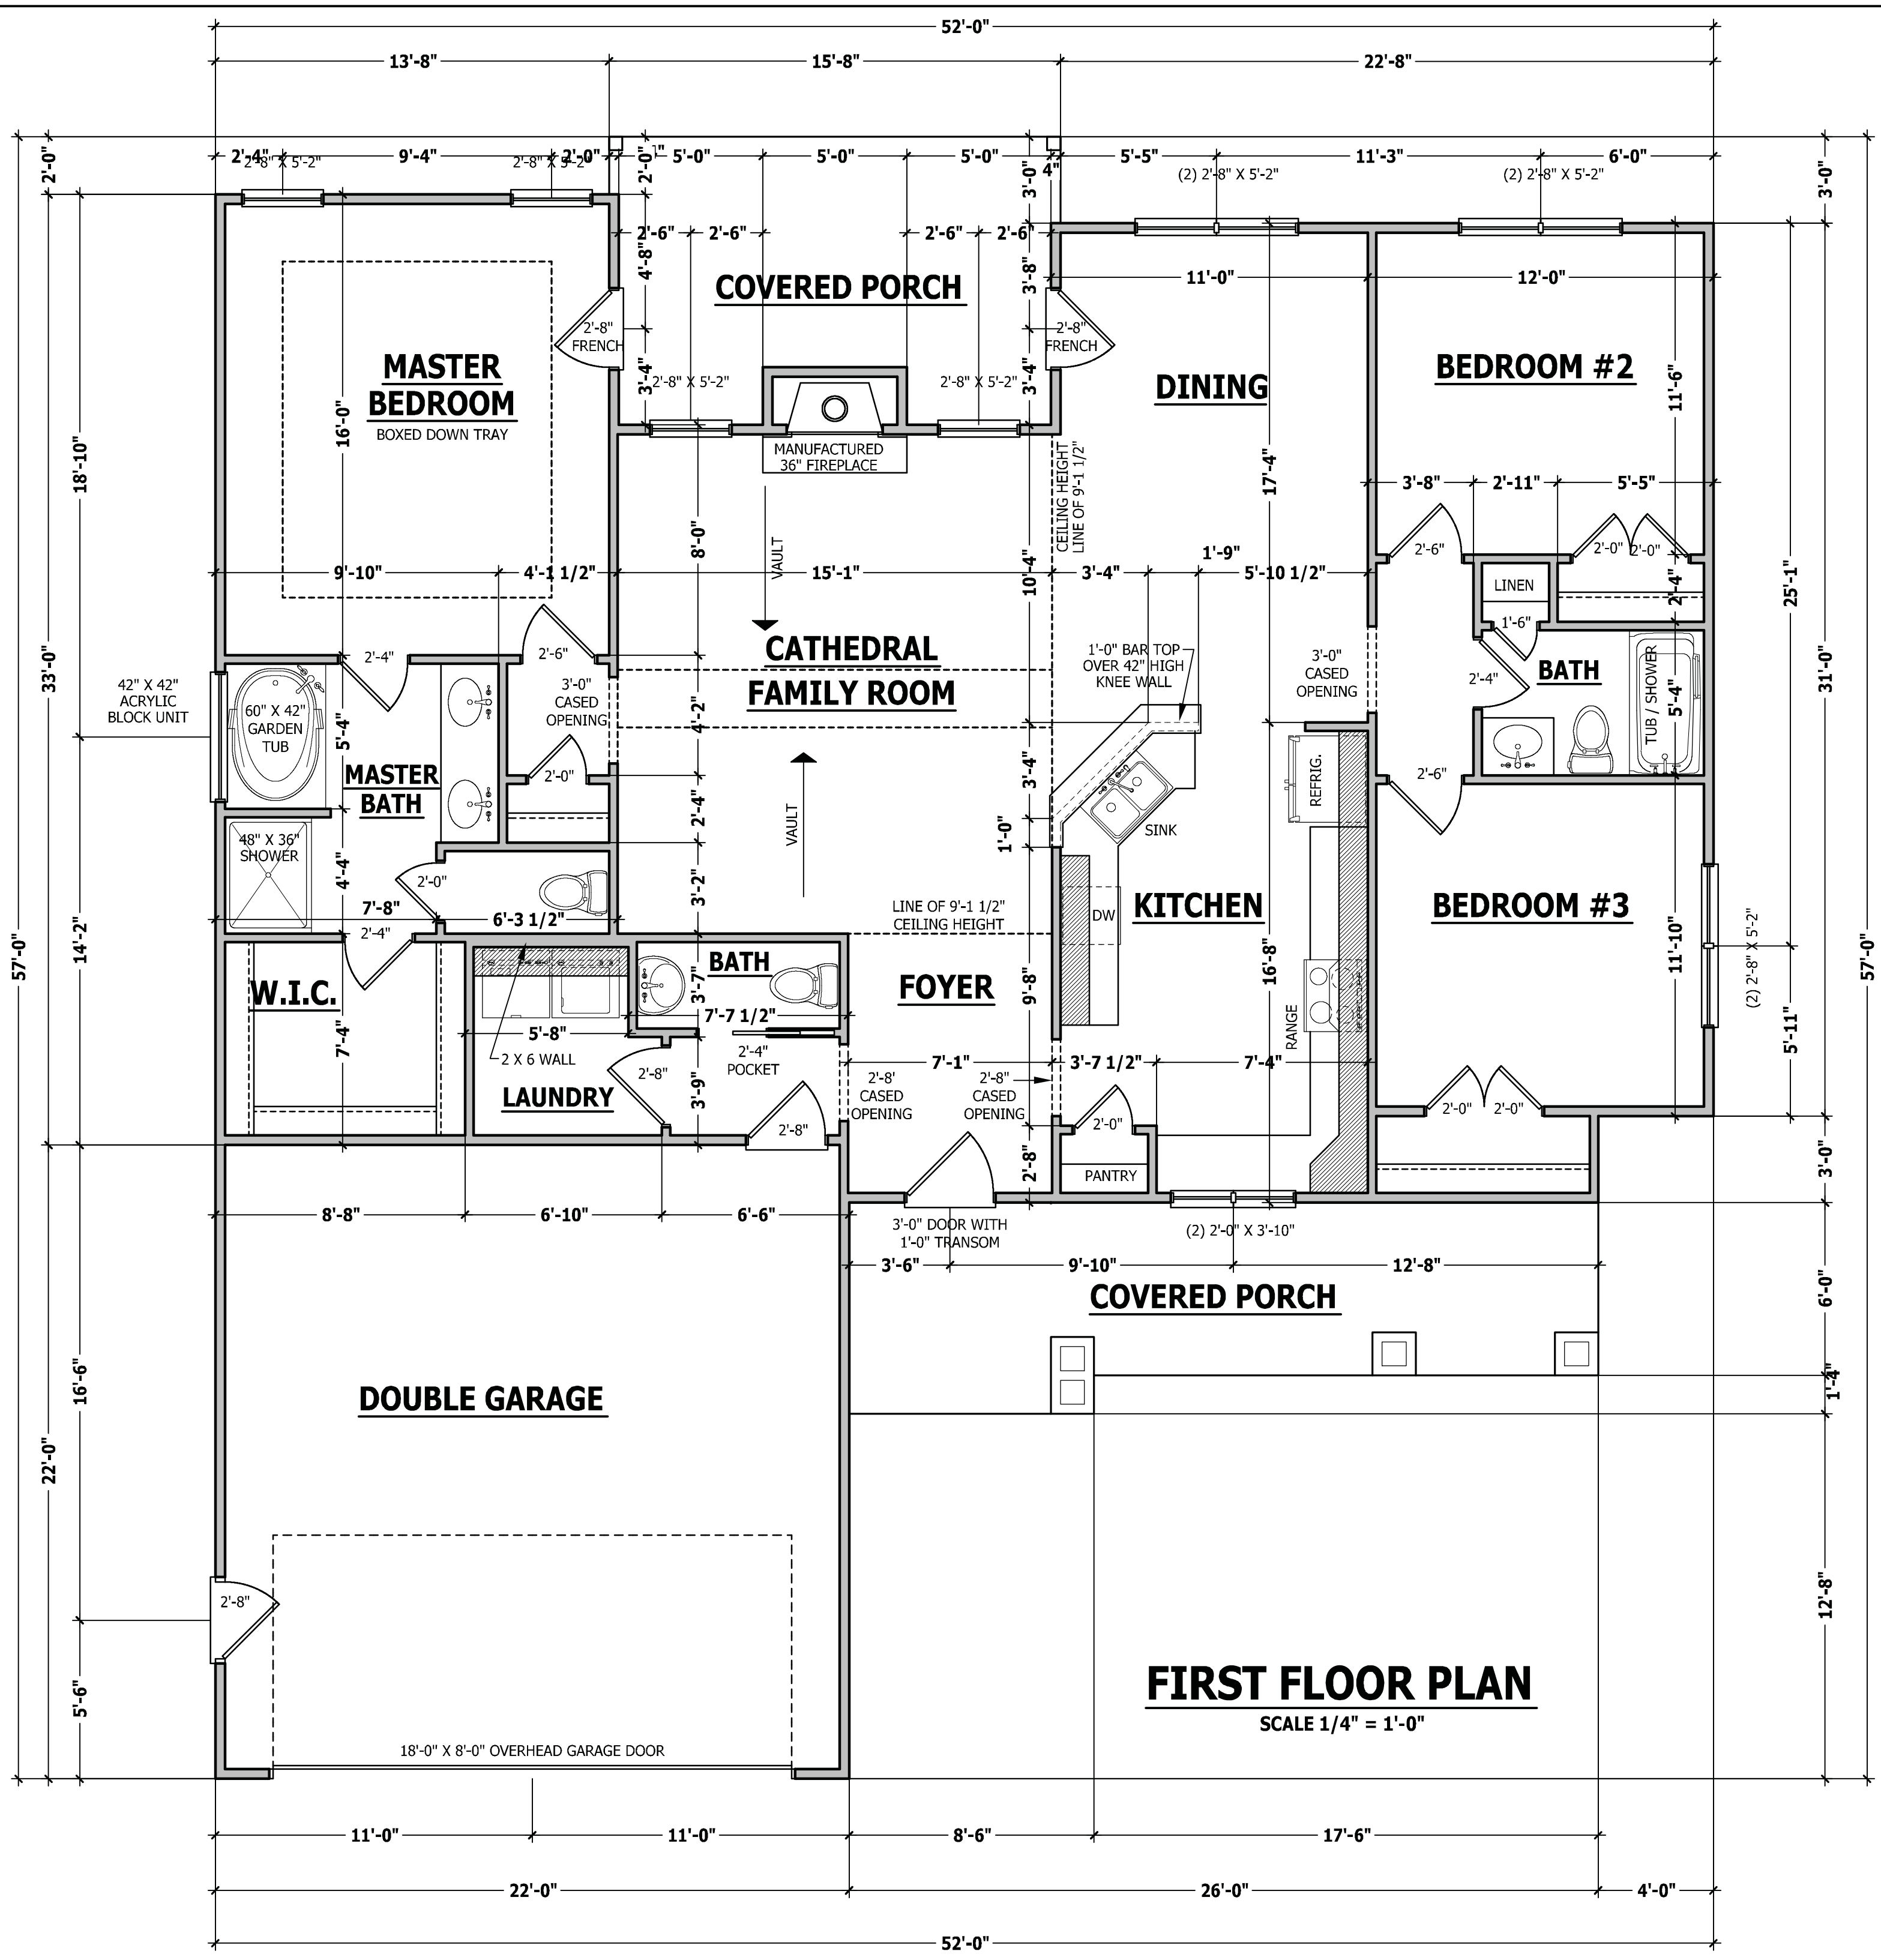 52'-0"
13'-8" 15'-8" 22'-8"
2'-4" 9'-4" 2'-0" 5'-0" 5'-0" 5'-0" 4" 5'-5" 11'-3" 6'-0"
2'-8" X 5'-2" 2'-8" X 5'-2" (2) 2'-8" X 5'-2" (2) 2'-8" X 5'-2"
2'-0" 2'-0" 3'-0" 3'-0"
2'-6" 2'-6" 2'-6" 2'-6"
4'-8" 3'-8"
COVERED PORCH
11'-0" 12'-0"
2'-8"
FRENCH
2'-8"
FRENCH
3'-4" 3'-4"
MASTER
BEDROOM
BOXED DOWN TRAY
16'-0"
2'-8" X 5'-2" 2'-8" X 5'-2"
DINING
BEDROOM #2
11'-6"
MANUFACTURED
36" FIREPLACE
CEILING HEIGHT
LINE OF 9'-1 1/2"
17'-4"
18'-10"
3'-8" 2'-11" 5'-5"
8'-0"
VAULT
10'-4"
1'-9"
2'-6" 2'-0" 2'-0"
9'-10" 4'-1 1/2" 15'-1" 3'-4" 5'-10 1/2"
LINEN
2'-4"
25'-1"
1'-6"
33'-0"
31'-0"
2'-4" 2'-6"
CATHEDRAL
FAMILY ROOM
1'-0" BAR TOP
OVER 42" HIGH
KNEE WALL
3'-0"
CASED
OPENING
2'-4"
BATH
TUB / SHOWER
5'-4"
42" X 42"
ACRYLIC
BLOCK UNIT
60" X 42"
GARDEN
TUB
5'-4"
3'-0"
CASED
OPENING
4'-2"
3'-4"
MASTER
BATH
2'-0"
REFRIG.
2'-6"
2'-4"
VAULT
1'-0"
SINK
48" X 36"
SHOWER
4'-4"
2'-0"
3'-2"
7'-8" 6'-3 1/2"
2'-4"
LINE OF 9'-1 1/2"
CEILING HEIGHT
DW
KITCHEN
BEDROOM #3
11'-10"
(2) 2'-8" X 5'-2"
14'-2"
57'-0"
57'-0"
W.I.C.
BATH
3'-7"
FOYER
9'-8"
16'-8"
7'-7 1/2"
5'-8"
RANGE
5'-11"
7'-4"
2 X 6 WALL
2'-4"
POCKET
7'-1" 3'-7 1/2" 7'-4"
2'-8"
LAUNDRY
3'-9"
2'-8'
CASED
OPENING
2'-8"
CASED
OPENING
2'-8"
2'-0"
2'-0" 2'-0"
2'-8"
PANTRY
3'-0"
8'-8" 6'-10" 6'-6"
3'-0" DOOR WITH
1'-0" TRANSOM
(2) 2'-0" X 3'-10"
3'-6" 9'-10" 12'-8"
COVERED PORCH
6'-0"
DOUBLE GARAGE
16'-6"
1'-4"
22'-0"
2'-8"
12'-8"
5'-6"
FIRST FLOOR PLAN
SCALE 1/4" = 1'-0"
18'-0" X 8'-0" OVERHEAD GARAGE DOOR
11'-0" 11'-0" 8'-6" 17'-6"
22'-0" 26'-0" 4'-0"
52'-0"